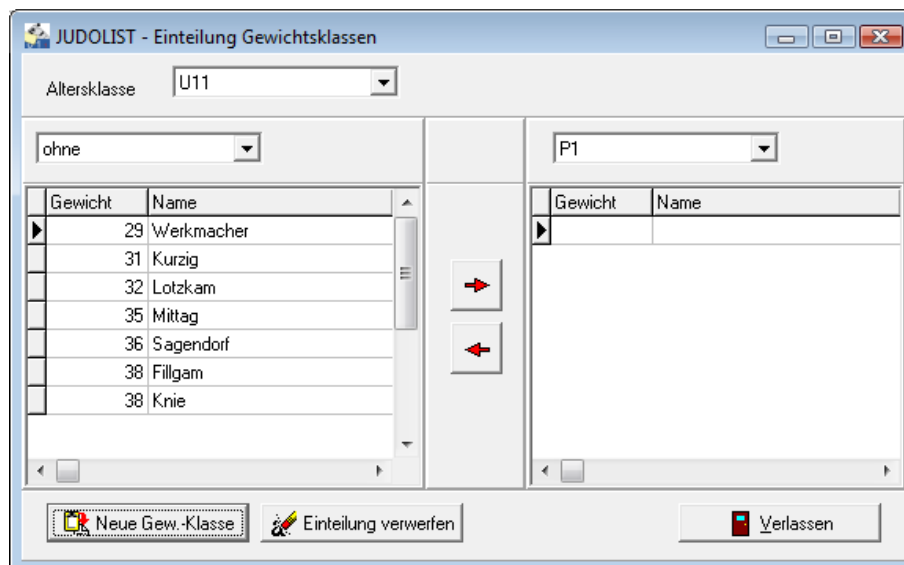 JUDOLIST - Einteilung Gewichtsklassen
Altersklasse U11
ohne P1
Gewicht Name Gewicht Name
29 Werkmacher
31 Kurzig
32 Lotzkam
35 Mittag
36 Sagendorf
38 Fillgam
38 Knie
Neue Gew.-Klasse Einteilung verwerfen Verlassen